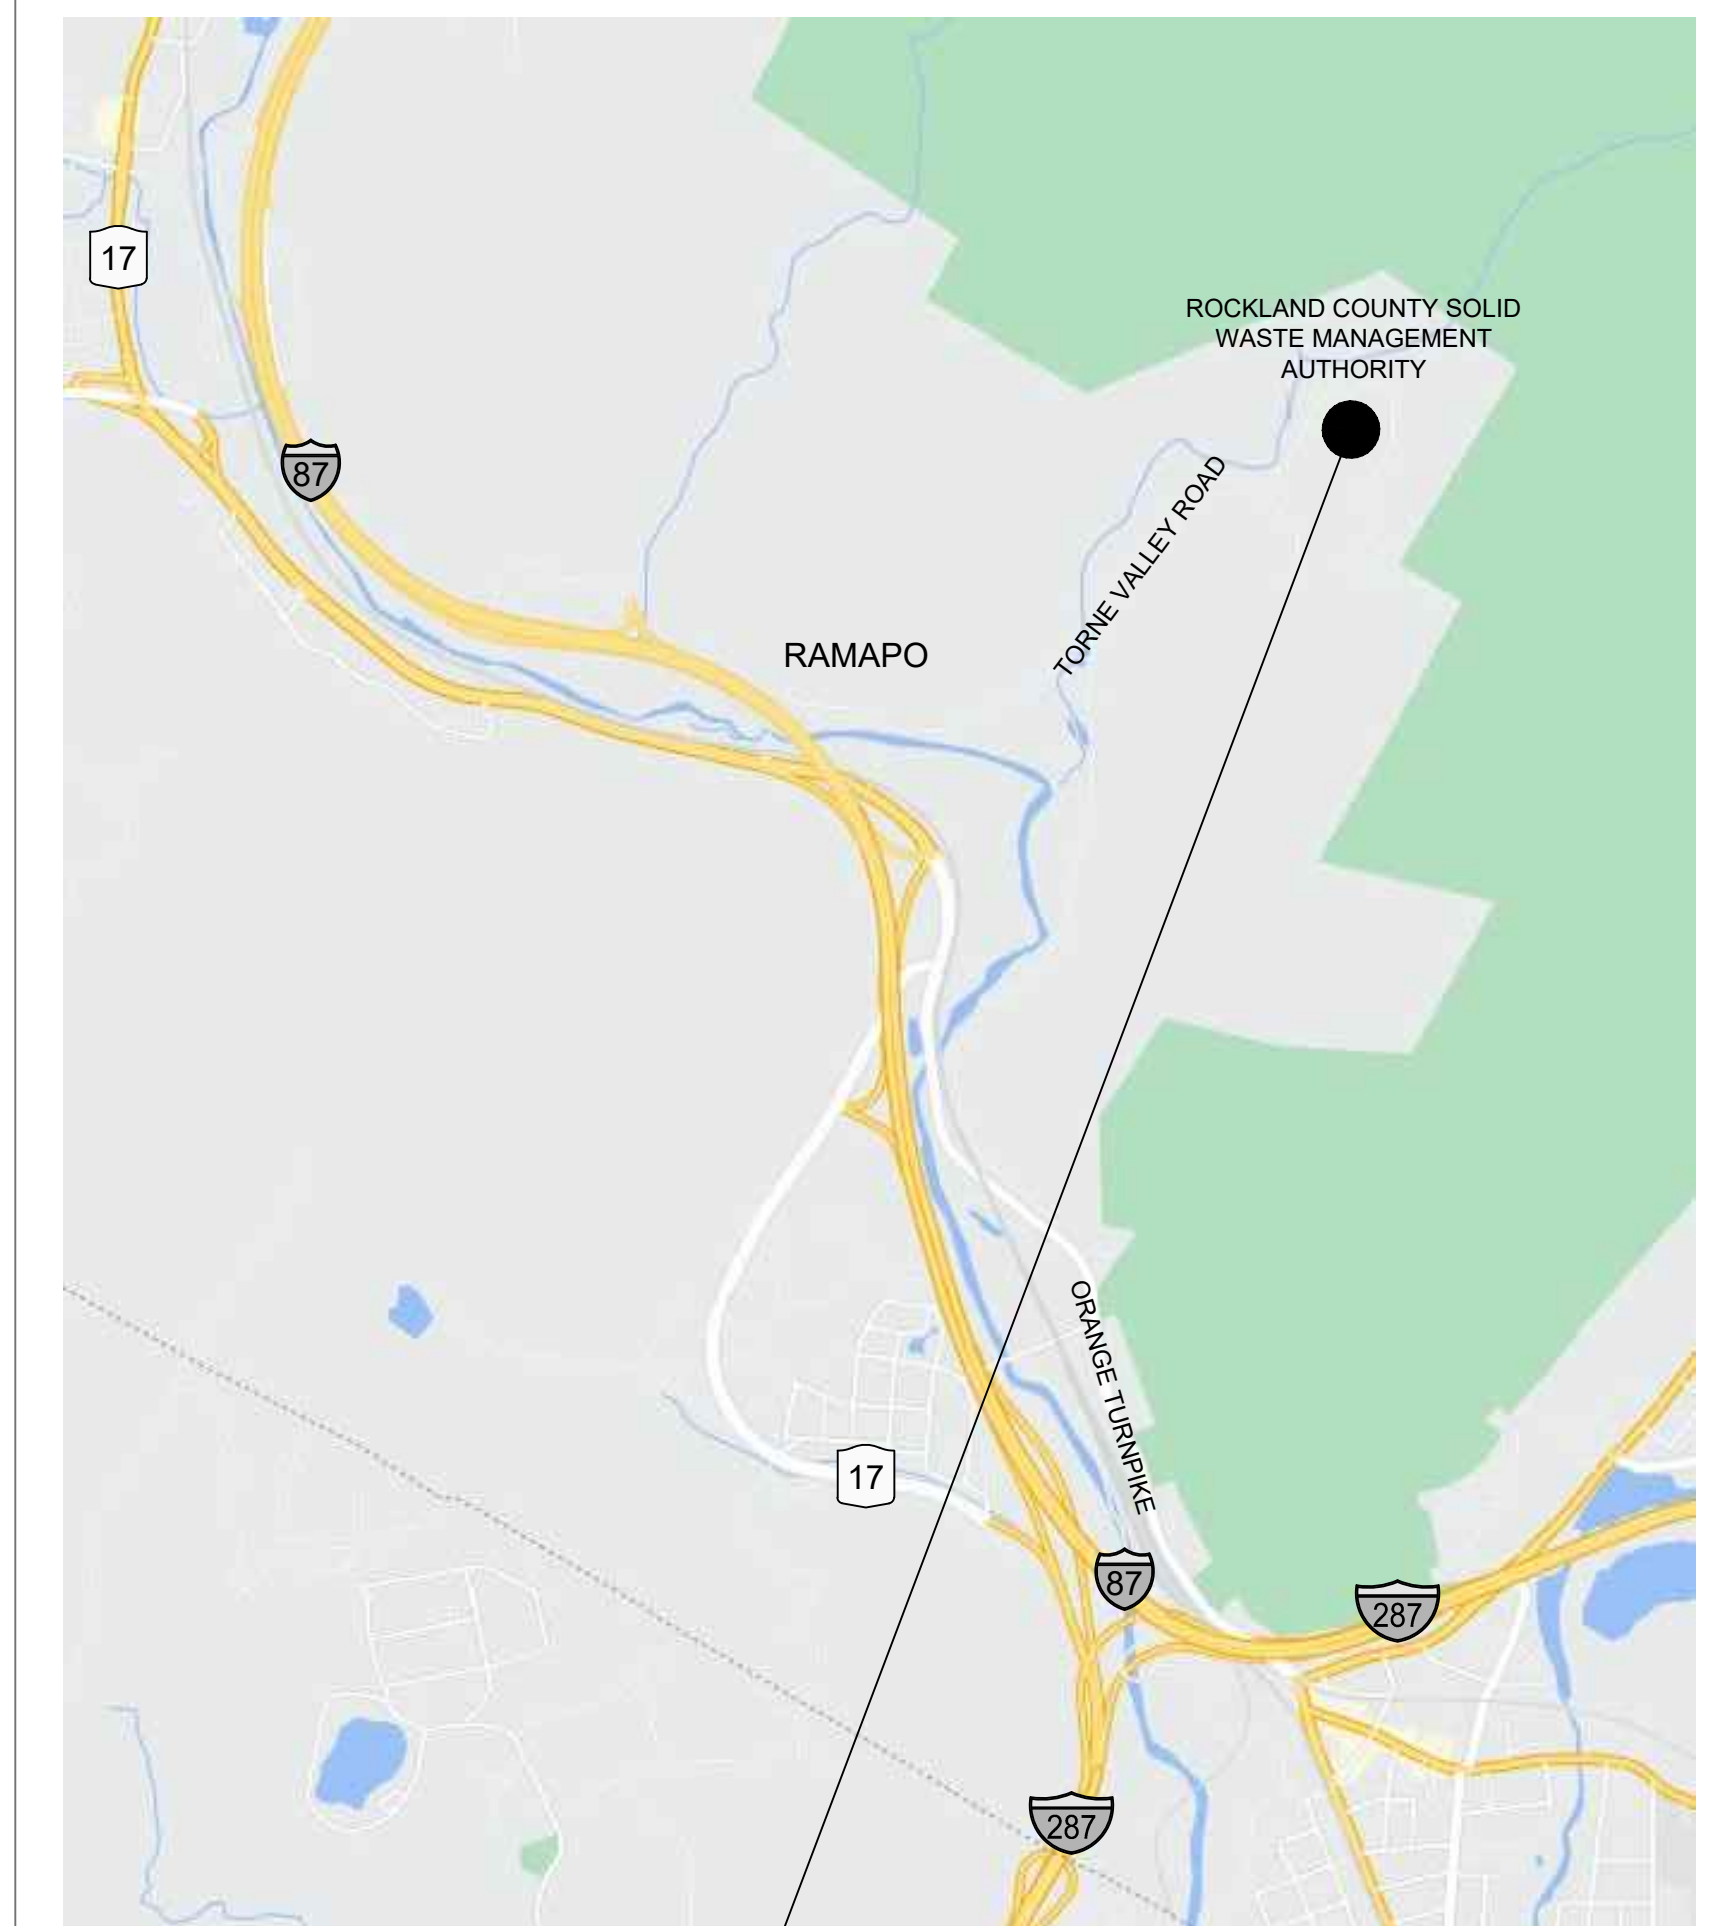 17
ROCKLAND COUNTY SOLID
WASTE MANAGEMENT
AUTHORITY
87
TORNE VALLEY ROAD
RAMAPO
ORANGE TURNPIKE
17
87
287
287